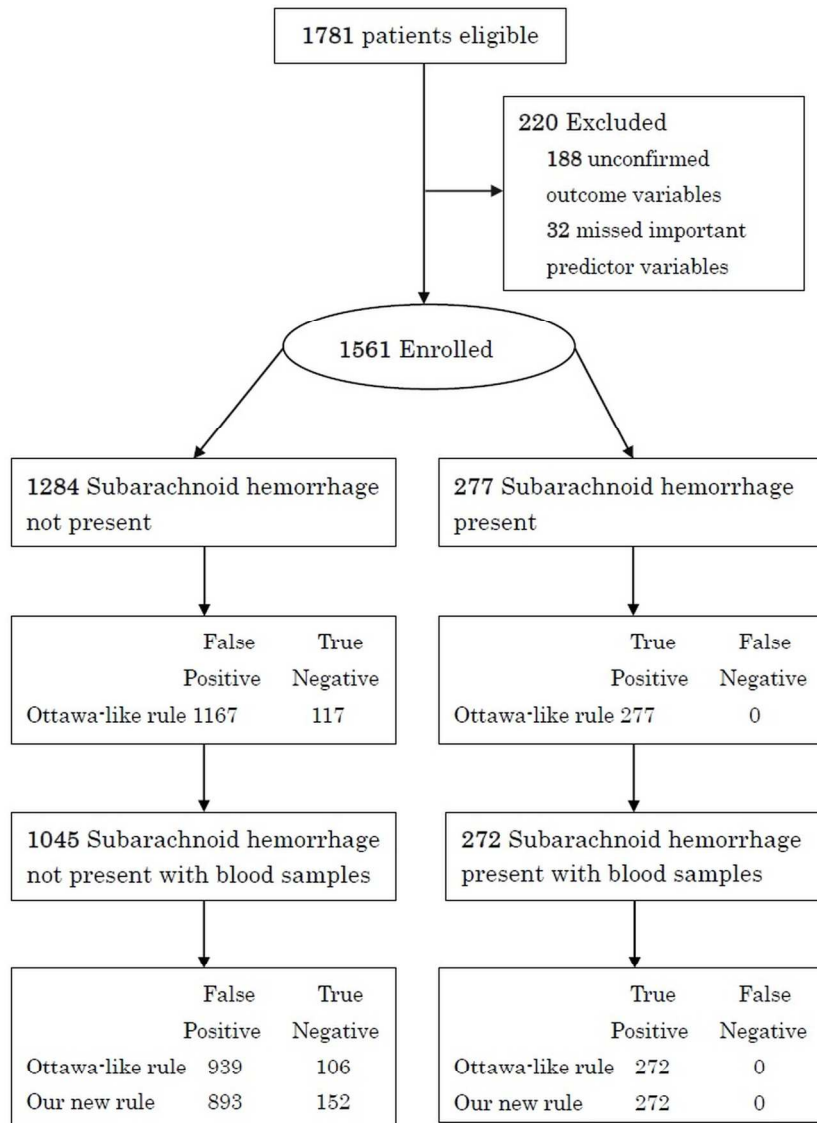 1781 patients eligible
220 Excluded
188 unconfirmed
outcome variables
32 missed important
predictor variables
1561 Enrolled
1284 Subarachnoid hemorrhage
not present
277 Subarachnoid hemorrhage
present
False True
Positive Negative
Ottawa-like rule 1167 117
True False
Positive Negative
Ottawa-like rule 277 0
1045 Subarachnoid hemorrhage
not present with blood samples
272 Subarachnoid hemorrhage
present with blood samples
False True
Positive Negative
Ottawa-like rule 939 106
Our new rule 893 152
True False
Positive Negative
Ottawa-like rule 272 0
Our new rule 272 0